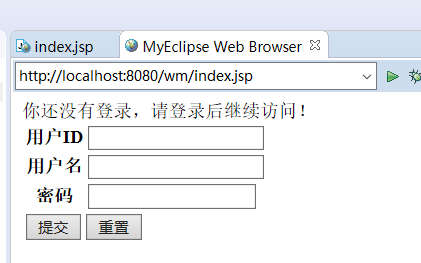 index.jsp MyEclipse Web Browser
http://localhost:8080/wm/index.jsp
你还没有登录，请登录后继续访问！
用户ID
用户名
密码
提交 重置